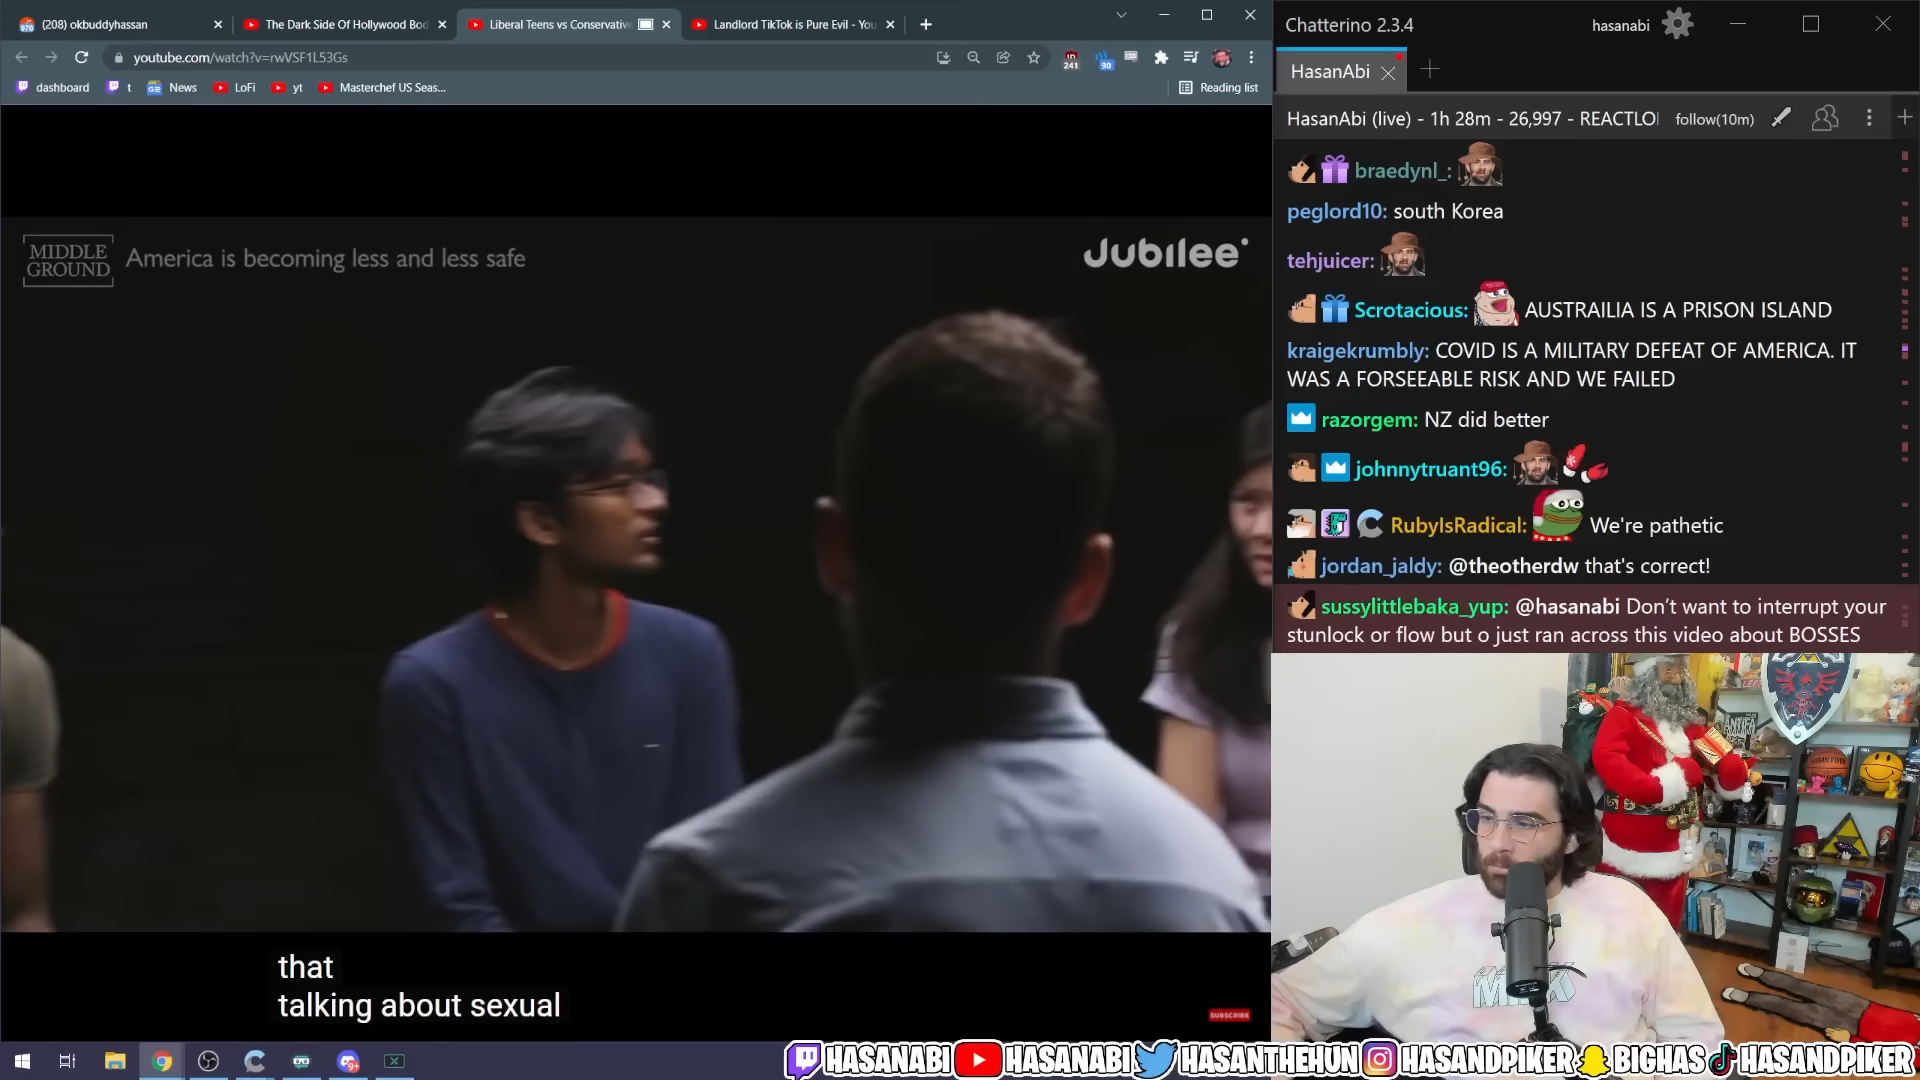 (208) okbuddyhassan
The Dark Side Of Hollywood Bod
Liberal Teens vs Conservativ
Landlord TikTok is Pure Evil - You
youtube.com/watch?v=rwVSF1L53Gs
241
90
dashboard
t
News
LoFi
yt
Masterchef US Seas...
Reading list
MIDDLE
GROUND
America is becoming less and less safe
Jubilee
that
talking about sexual
SUBSCRIBE
Chatterino 2.3.4
hasanabi
HasanAbi
HasanAbi (live) - 1h 28m - 26,997 - REACTLO
follow(10m)
braedynl_:
peglord10: south Korea
tehjuicer:
Scrotacious: AUSTRAILIA IS A PRISON ISLAND
kraigekrumbly: COVID IS A MILITARY DEFEAT OF AMERICA. IT
WAS A FORSEEABLE RISK AND WE FAILED
razorgem: NZ did better
johnnytruant96:
RubyIsRadical: We're pathetic
jordan_jaldy: @theotherdw that's correct!
sussylittlebaka_yup: @hasanabi Don't want to interrupt your
stunlock or flow but o just ran across this video about BOSSES
HASANABI HASANABI HASANTHEHUN HASANDPIKER BIGHAS HASANDPIKER